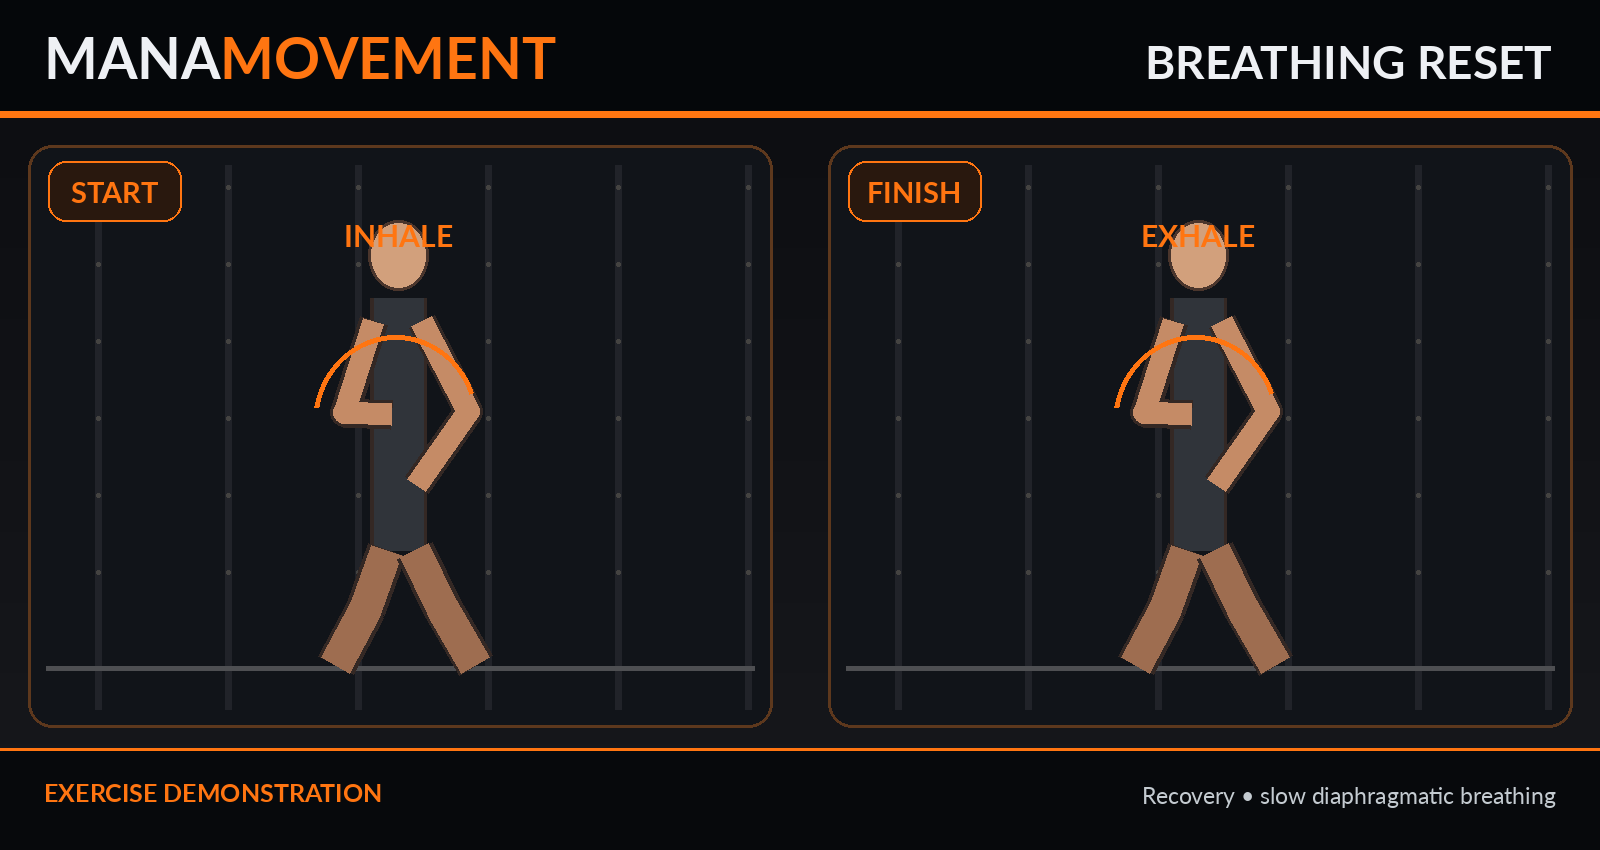 MANAMOVEMENT
BREATHING RESET
START
INHALE
FINISH
EXHALE
EXERCISE DEMONSTRATION
Recovery • slow diaphragmatic breathing